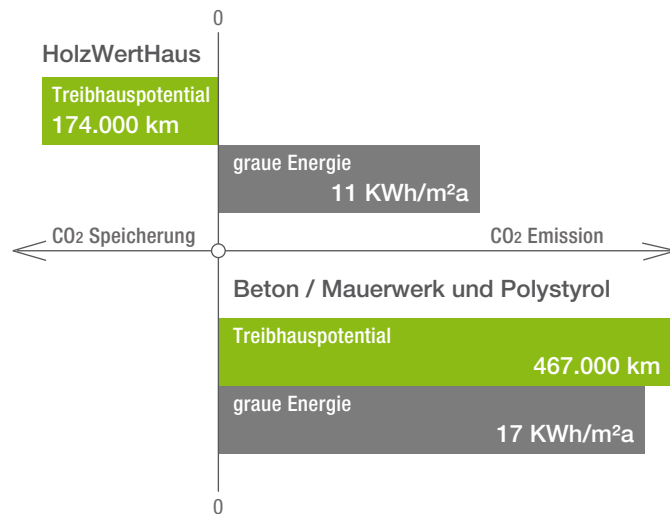 0
HolzWertHaus
Treibhauspotential
174.000 km
graue Energie
11 KWh/m²a
CO2 Speicherung
CO2 Emission
Beton / Mauerwerk und Polystyrol
Treibhauspotential
467.000 km
graue Energie
17 KWh/m²a
0